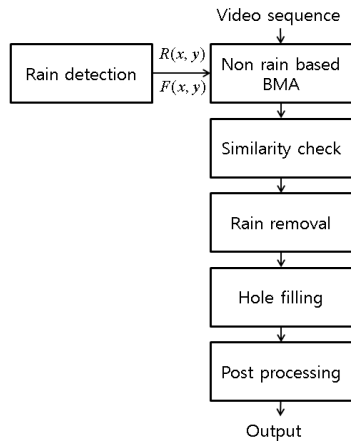 Video sequence
Rain detection
R(x, y)
F(x, y)
Non rain based
BMA
Similarity check
Rain removal
Hole filling
Post processing
Output